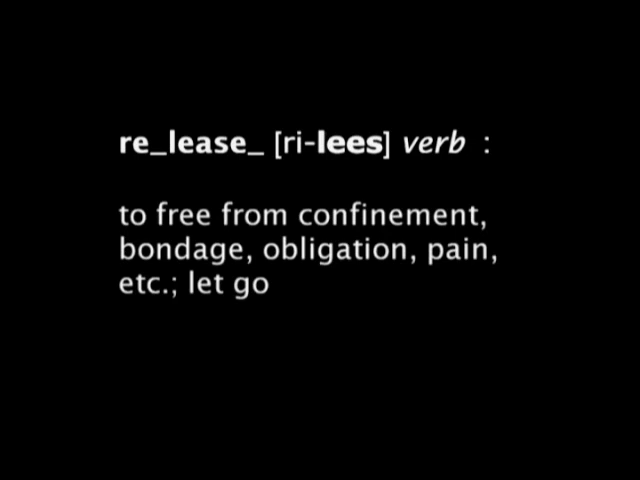 re_lease_ [ri-lees] verb :
to free from confinement,
bondage, obligation, pain,
etc.; let go